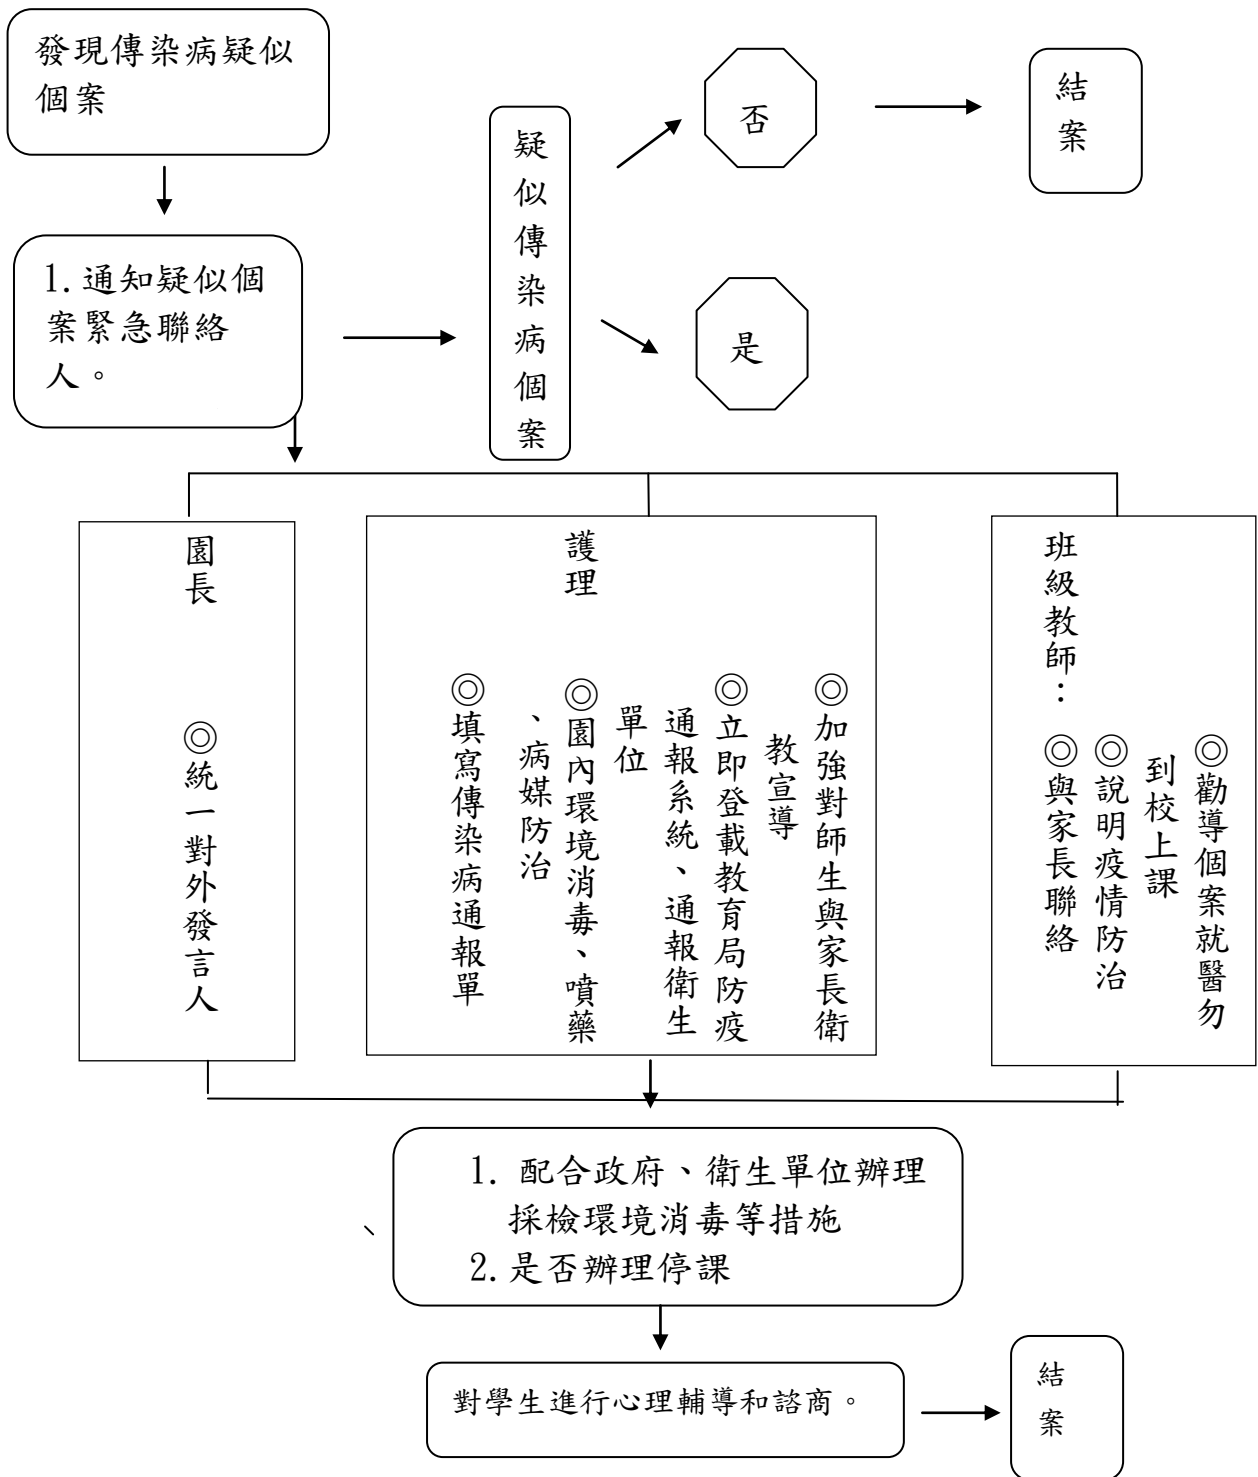 發現傳染病疑似
個案
1.通知疑似個
案緊急聯絡
人。
疑似傳染病個案
否
結
案
是
園長
◎統一對外發言人
護理
◎加強對師生與家長衛
教宣導
◎立即登載教育局防疫
通報系統、通報衛生
單位
◎園內環境消毒、噴藥
、病媒防治
◎填寫傳染病通報單
班級教師：
◎勸導個案就醫勿
到校上課
◎說明疫情防治
◎與家長聯絡
、
1. 配合政府、衛生單位辦理
採檢環境消毒等措施
2.是否辦理停課
對學生進行心理輔導和諮商。
結
案